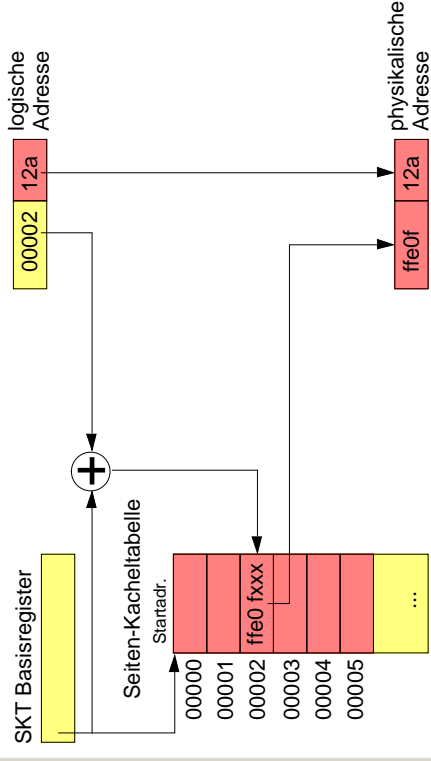 logische
Adresse
00002 12a
SKT Basisregister
+
Seiten-Kacheltabelle
Startadr.
00000
00001
00002 ffe0 fxxx
00003
00004
00005
...
physikalische
Adresse
ffe0f 12a